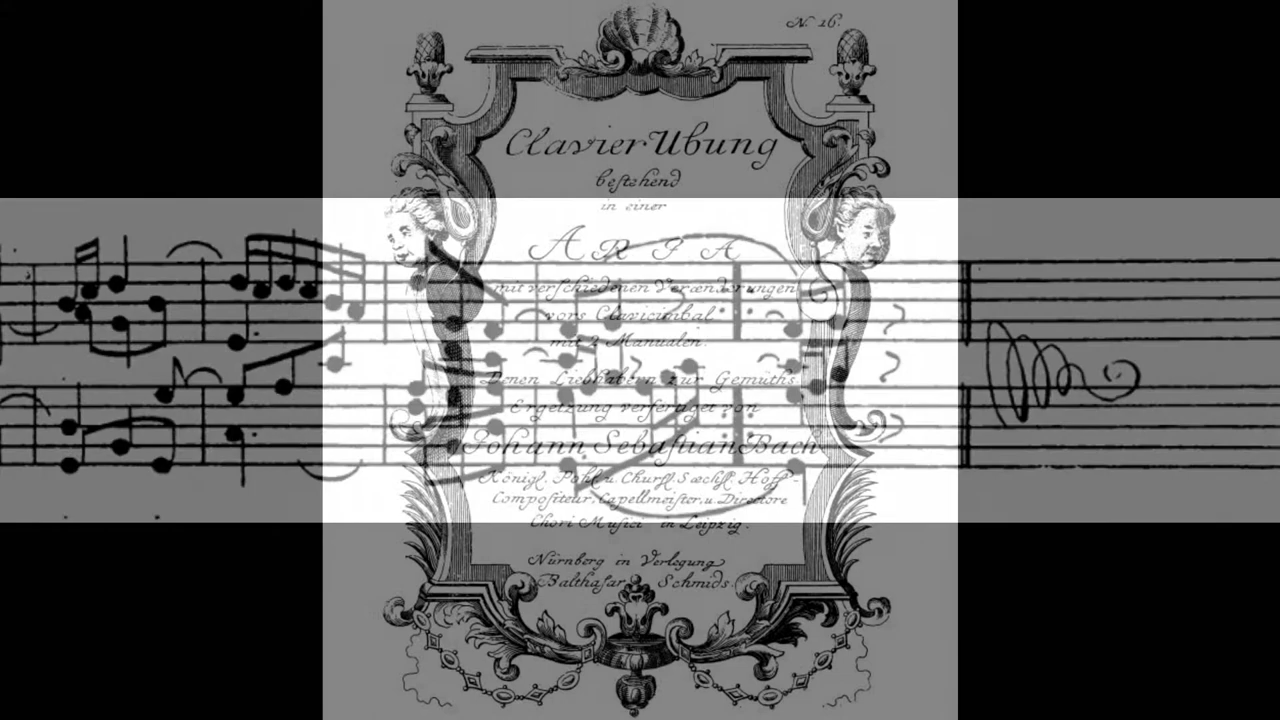 N. 16.
Clavier Ubung
bestehend
in einer
ARIA
mit verschiedenen Verænderungen
vors Clavicimbal
mit 2 Manualen.
Denen Liebhabern zur Gemüths-
Ergetzung verfertiget von
Johann Sebastian Bach
Königl. Pohl. u. Churfl. Sæchs. Hoff-
Compositeur, Capellmeister, u. Directore
Chori Musici in Leipzig.
Nürnberg in Verlegung
Balthasar Schmids.